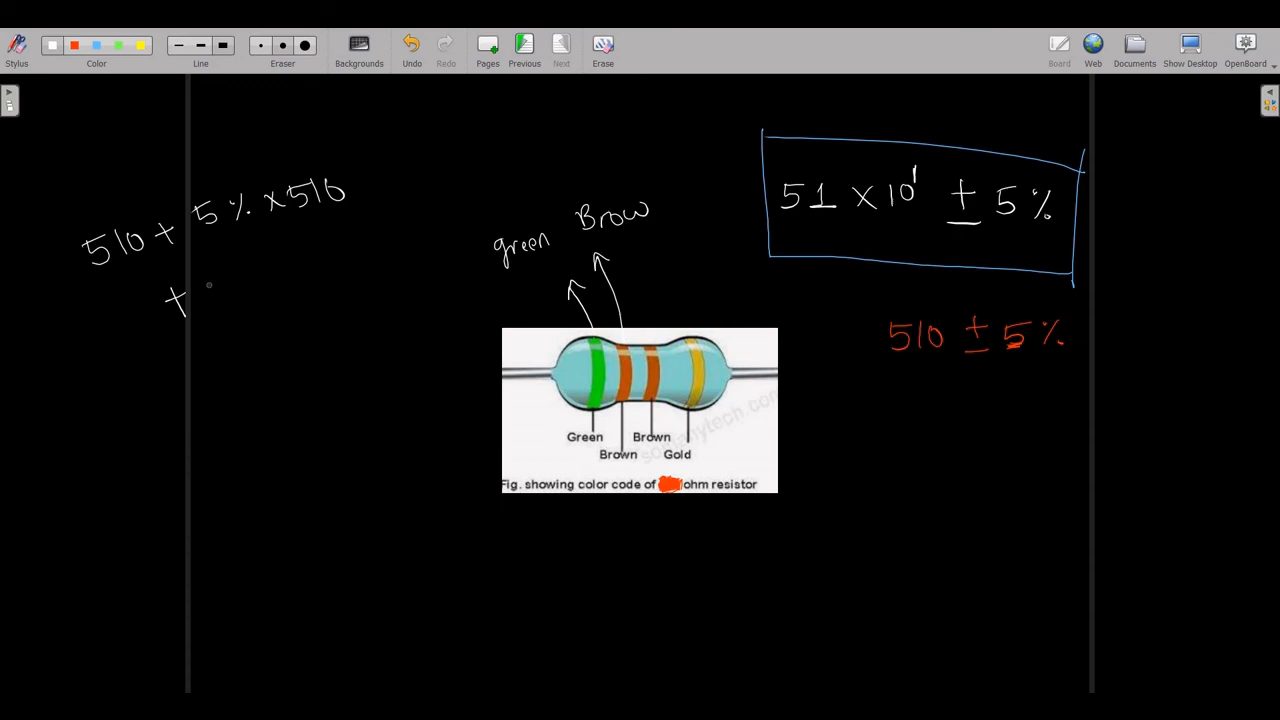 Stylus Color Line Eraser Backgrounds Undo Redo Pages Previous Next Erase Board Web Documents Show Desktop OpenBoard
51 × 10¹ ± 5 %
510 + 5 % × 510
+
green Brow
510 ± 5 %
Green Brown
Brown Gold
Fig. showing color code of ohm resistor